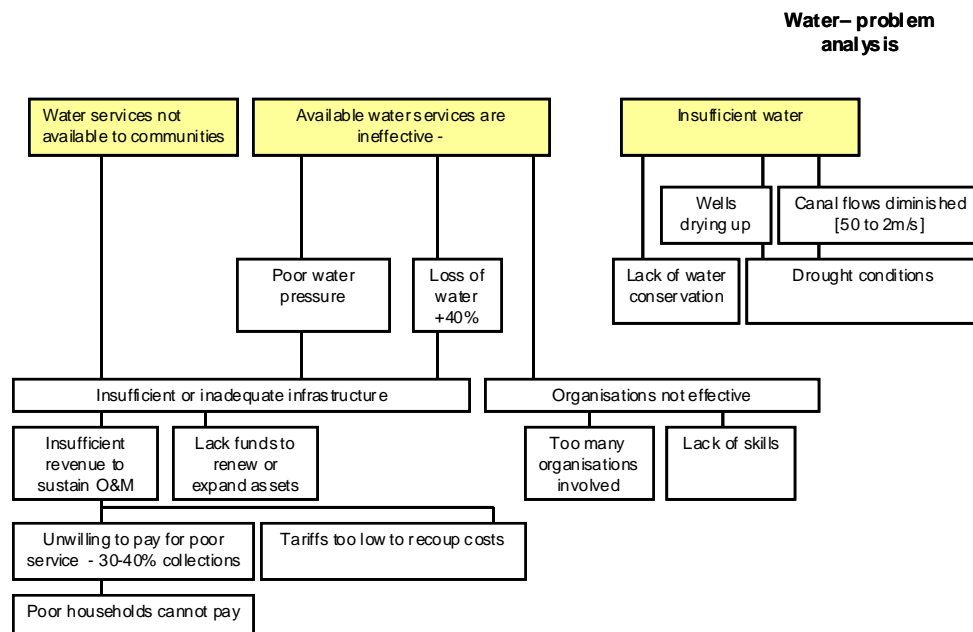 Water– problem
analysis
Water services not
available to communities
Available water services are
ineffective -
Insufficient water
Wells
drying up
Canal flows diminished
[50 to 2m/s]
Poor water
pressure
Loss of
water
+40%
Lack of water
conservation
Drought conditions
Insufficient or inadequate infrastructure
Organisations not effective
Insufficient
revenue to
sustain O&M
Lack funds to
renew or
expand assets
Too many
organisations
involved
Lack of skills
Unwilling to pay for poor
service - 30-40% collections
Tariffs too low to recoup costs
Poor households cannot pay